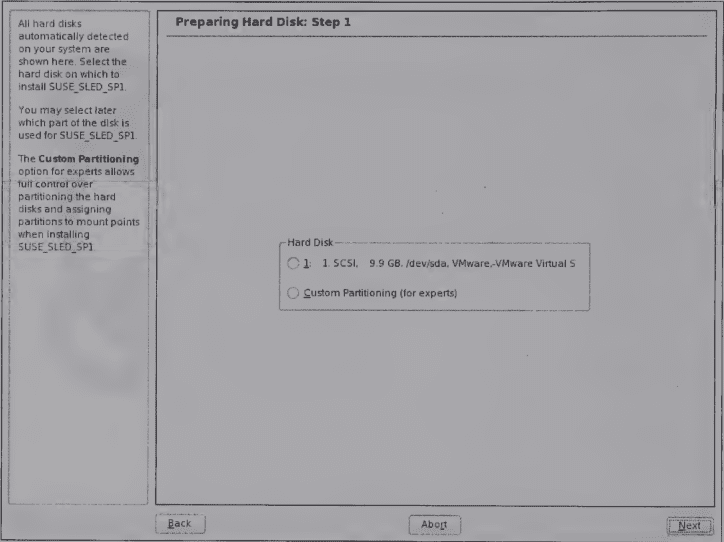 All hard disks
automatically detected
on your system are
shown here. Select the
hard disk on which to
install SUSE_SLED_SP1.
You may select later
which part of the disk is
used for SUSE_SLED_SP1.
The Custom Partitioning
option for experts allows
full control over
partitioning the hard
disks and assigning
partitions to mount points
when installing
SUSE_SLED_SP1.
Preparing Hard Disk: Step 1
Hard Disk
1: 1. SCSI, 9.9 GB, /dev/sda, VMware,-VMware Virtual S
Custom Partitioning (for experts)
Back
Abort
Next